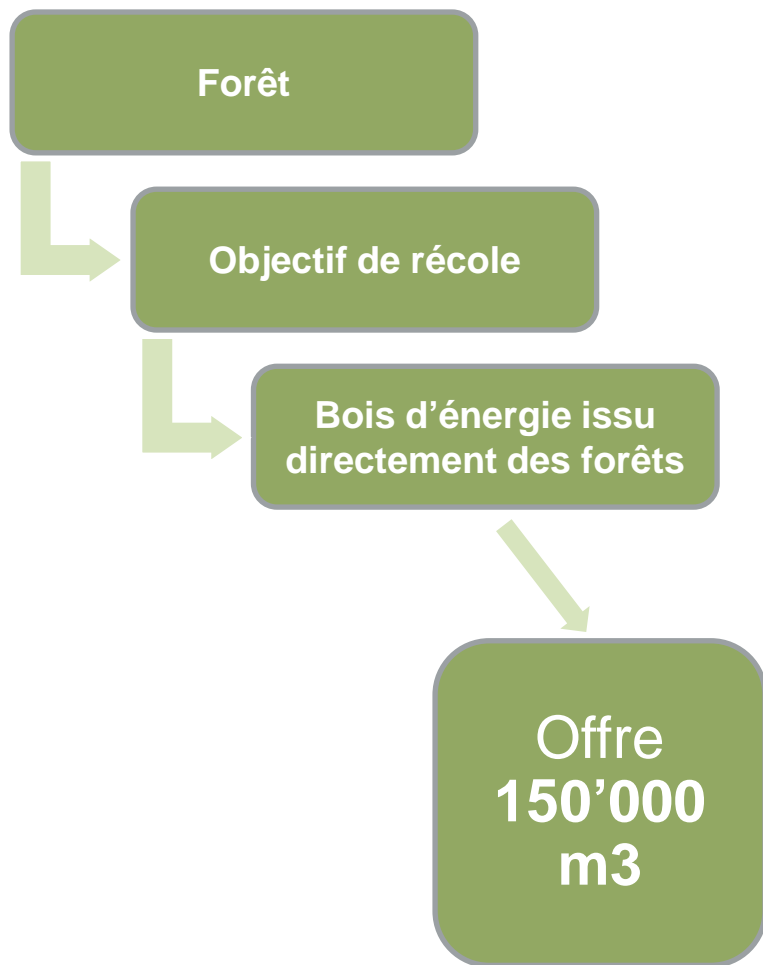 Forêt
Objectif de récole
Bois d’énergie issu
directement des forêts
Offre
150’000
m3